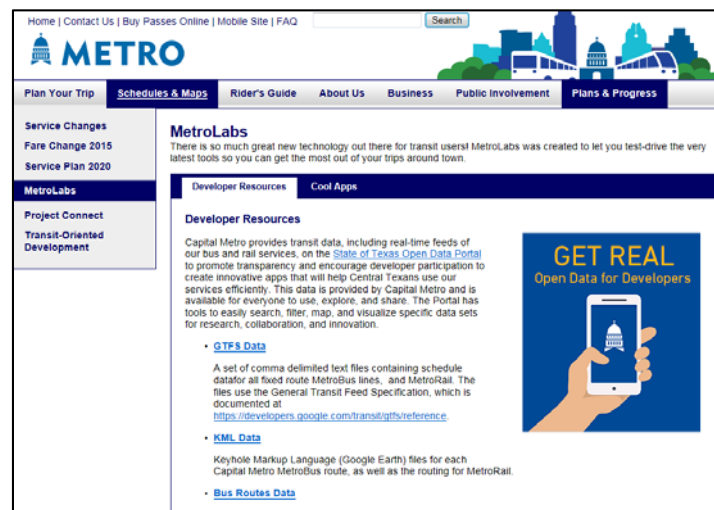 Home | Contact Us | Buy Passes Online | Mobile Site | FAQ
Search
METRO
Plan Your Trip
Schedules & Maps
Rider's Guide
About Us
Business
Public Involvement
Plans & Progress
Service Changes
Fare Change 2015
Service Plan 2020
MetroLabs
Project Connect
Transit-Oriented
Development
MetroLabs
There is so much great new technology out there for transit users! MetroLabs was created to let you test-drive the very
latest tools so you can get the most out of your trips around town.
Developer Resources
Cool Apps
Developer Resources
Capital Metro provides transit data, including real-time feeds of
our bus and rail services, on the State of Texas Open Data Portal
to promote transparency and encourage developer participation to
create innovative apps that will help Central Texans use our
services efficiently. This data is provided by Capital Metro and is
available for everyone to use, explore, and share. The Portal has
tools to easily search, filter, map, and visualize specific data sets
for research, collaboration, and innovation.
• GTFS Data
A set of comma delimited text files containing schedule
datafor all fixed route MetroBus lines, and MetroRail. The
files use the General Transit Feed Specification, which is
documented at
https://developers.google.com/transit/gtfs/reference.
• KML Data
Keyhole Markup Language (Google Earth) files for each
Capital Metro MetroBus route, as well as the routing for MetroRail.
• Bus Routes Data
GET REAL
Open Data for Developers